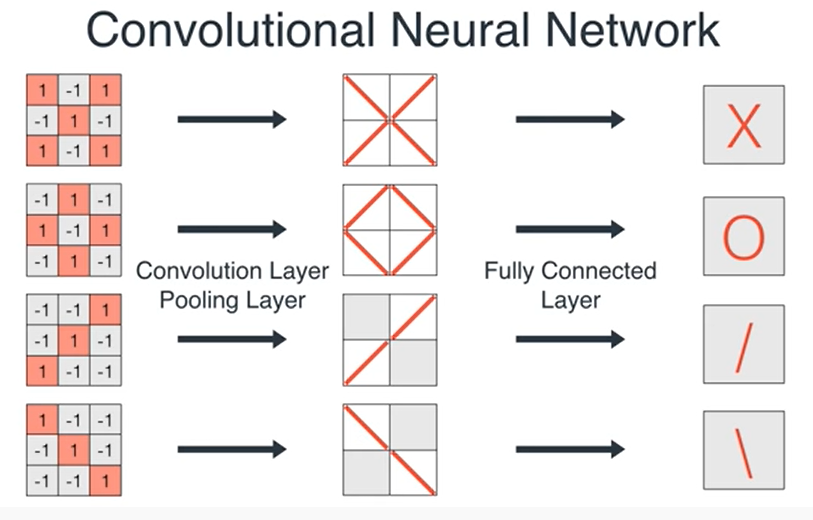 Convolutional Neural Network
1 -1 1
-1 1 -1
1 -1 1
X
-1 1 -1
1 -1 1
-1 1 -1
O
Convolution Layer
Pooling Layer
Fully Connected
Layer
-1 -1 1
-1 1 -1
1 -1 -1
/
1 -1 -1
-1 1 -1
-1 -1 1
\